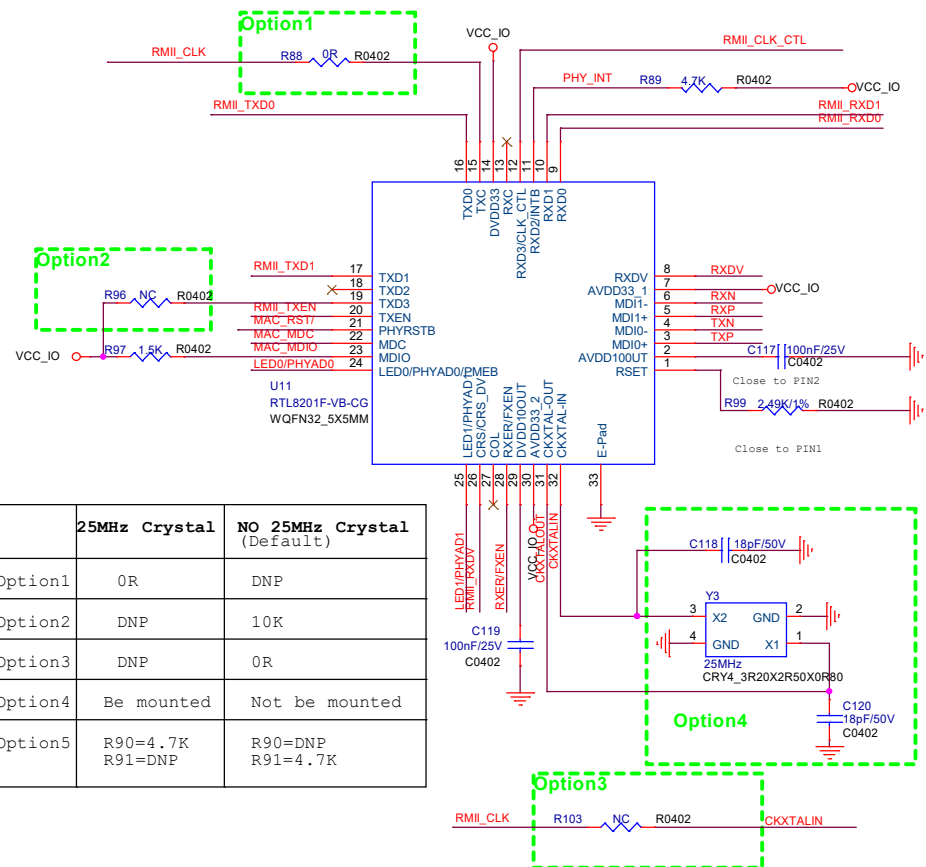 Option1
VCC_IO
RMII_CLK
R88
0R
R0402
RMII_CLK_CTL
PHY_INT
R89
4.7K
R0402
VCC_IO
RMII_TXD0
RMII_RXD1
RMII_RXD0
16
15
14
13
12
11
10
9
TXD0
TXC
DVDD33
RXC
RXD3/CLK_CTL
RXD2/INTB
RXD1
RXD0
Option2
R96
NC
R0402
VCC_IO
R97
1.5K
R0402
RMII_TXD1
RMII_TXEN
MAC_RST/
MAC_MDC
MAC_MDIO
LED0/PHYAD0
17
18
19
20
21
22
23
24
TXD1
TXD2
TXD3
TXEN
PHYRSTB
MDC
MDIO
LED0/PHYAD0/PMEB
U11
RTL8201F-VB-CG
WQFN32_5X5MM
RXDV
AVDD33_1
MDI1-
MDI1+
MDI0-
MDI0+
AVDD10OUT
RSET
8
7
6
5
4
3
2
1
RXDV
VCC_IO
RXN
RXP
TXN
TXP
C117
100nF/25V
C0402
Close to PIN2
R99
2.49K/1%
R0402
Close to PIN1
LED1/PHYAD1
CRS/CRS_DV
COL
RXER/FXEN
DVDD10OUT
AVDD33_2
CKXTAL-OUT
CKXTAL-IN
E-Pad
25
26
27
28
29
30
31
32
33
LED1/PHYAD1
RMII_RXDV
RXER/FXEN
VCC_IO
CKXTALOUT
CKXTALIN
C119
100nF/25V
C0402
C118
18pF/50V
C0402
Y3
3
X2
GND
2
4
GND
X1
1
25MHz
CRY4_3R20X2R50X0R80
C120
18pF/50V
C0402
Option4
Option3
RMII_CLK
R103
NC
R0402
CKXTALIN
25MHz Crystal
NO 25MHz Crystal
(Default)
Option1 0R DNP
Option2 DNP 10K
Option3 DNP 0R
Option4 Be mounted Not be mounted
Option5 R90=4.7K R90=DNP
R91=DNP R91=4.7K